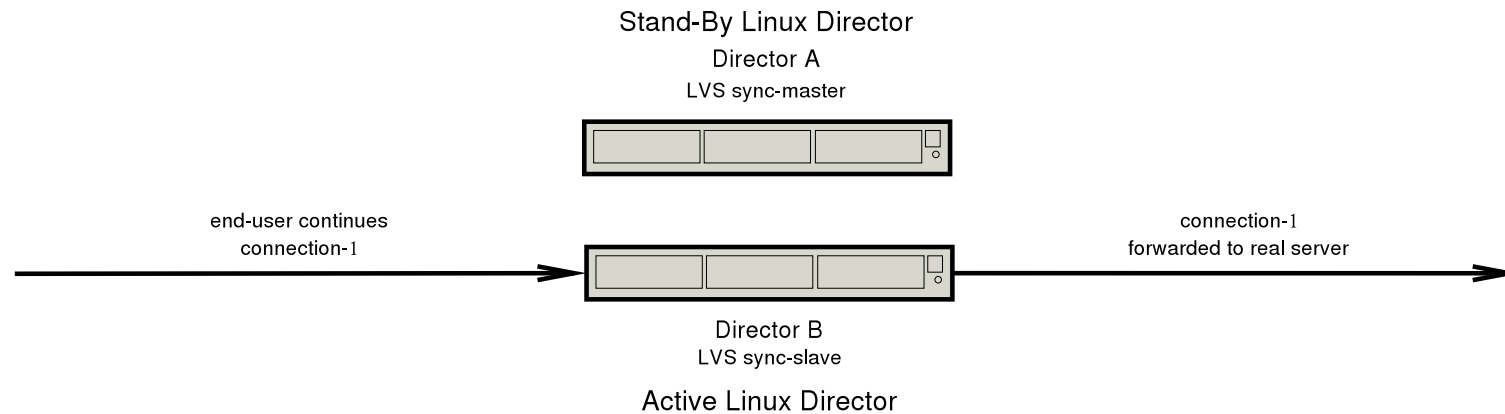 Stand-By Linux Director
Director A
LVS sync-master
end-user continues
connection-1
connection-1
forwarded to real server
Director B
LVS sync-slave
Active Linux Director